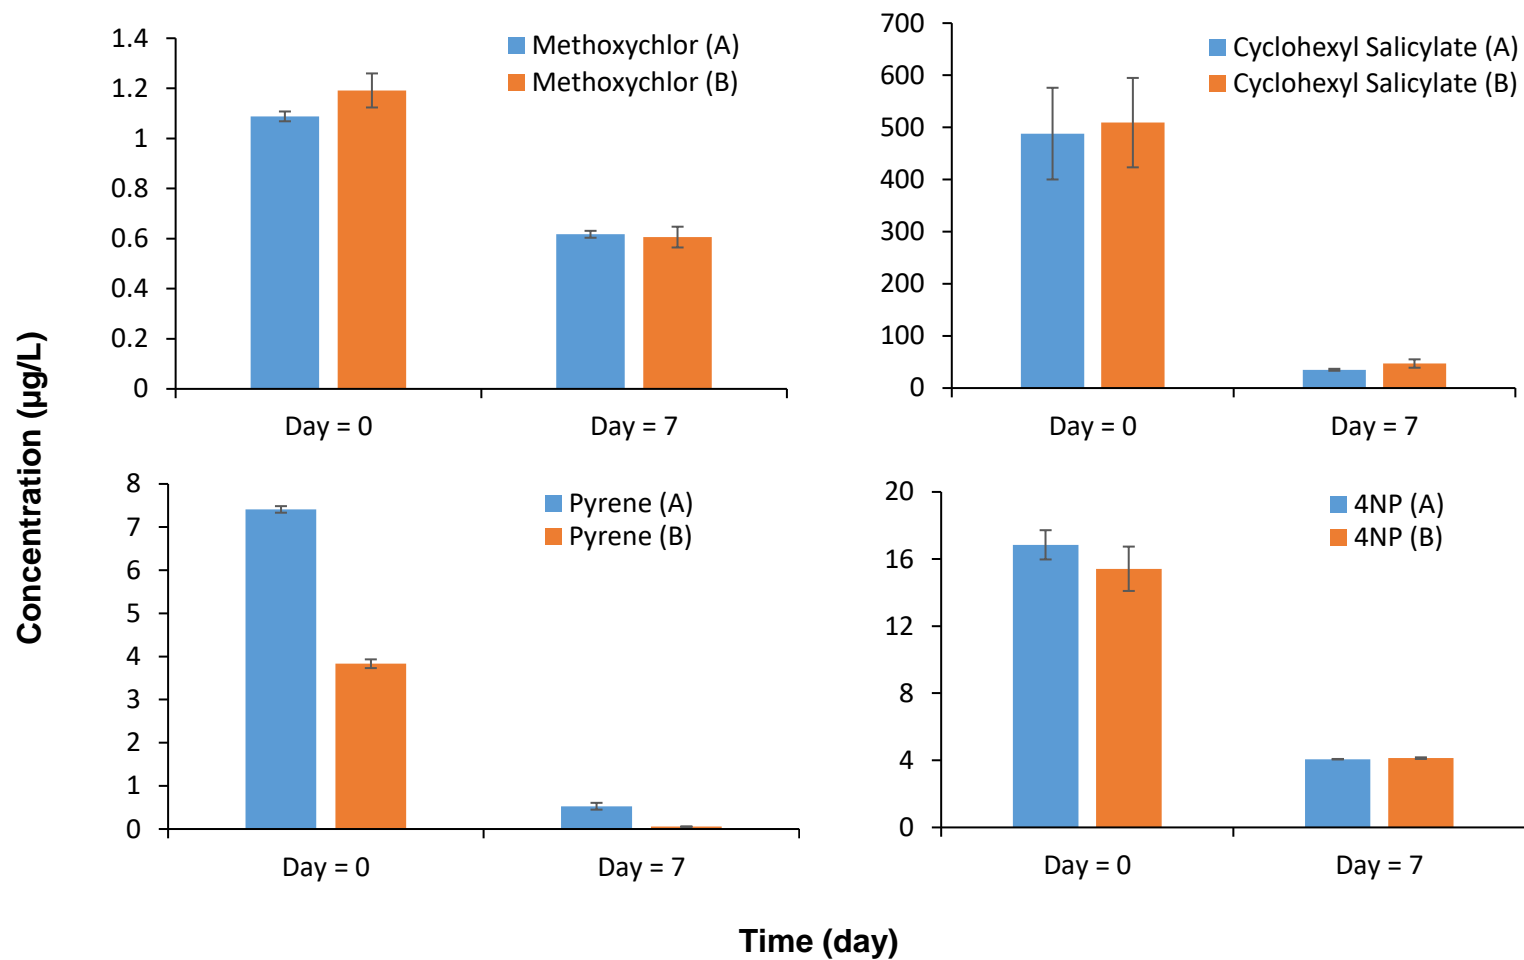 Concentration (µg/L)
1.4
1.2
1
0.8
0.6
0.4
0.2
0
Methoxychlor (A)
Methoxychlor (B)
Day = 0
Day = 7
700
600
500
400
300
200
100
0
Cyclohexyl Salicylate (A)
Cyclohexyl Salicylate (B)
Day = 0
Day = 7
8
7
6
5
4
3
2
1
0
Pyrene (A)
Pyrene (B)
Day = 0
Day = 7
20
16
12
8
4
0
4NP (A)
4NP (B)
Day = 0
Day = 7
Time (day)